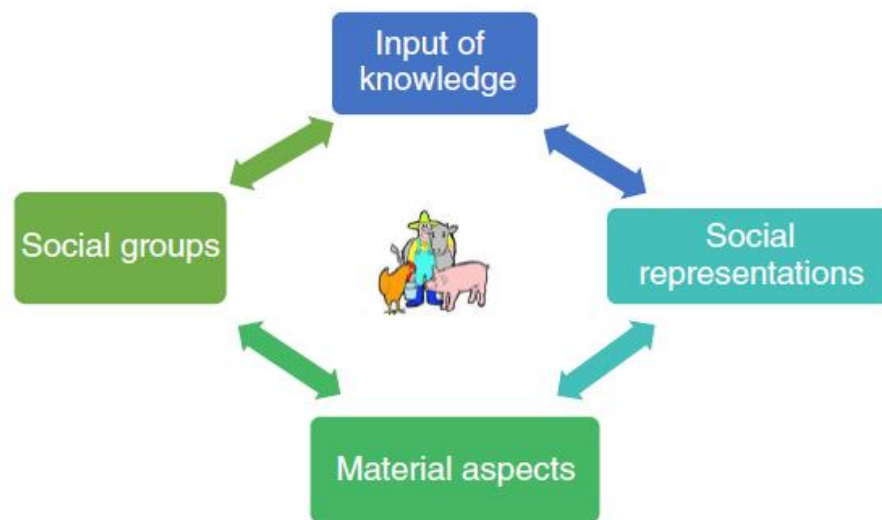 Input of
knowledge
Social groups
Social
representations
Material aspects